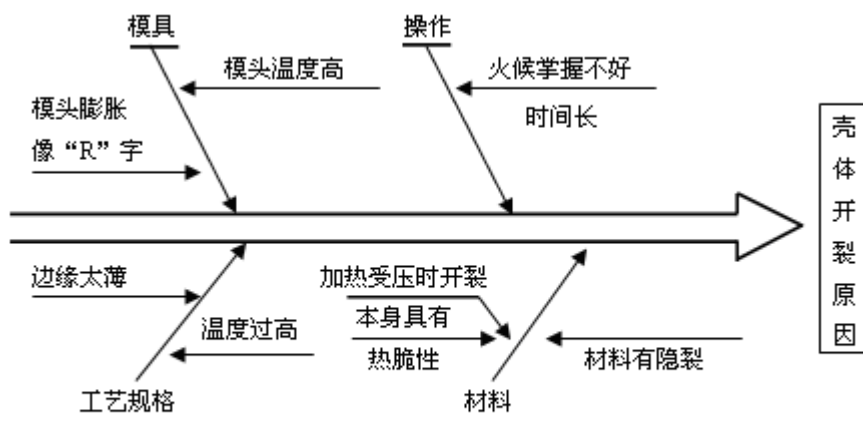 模具
操作
模头温度高
火候掌握不好
时间长
模头膨胀
像“R”字
壳体开裂原因
边缘太薄
温度过高
加热受压时开裂
本身具有
热脆性
材料有隐裂
工艺规格
材料